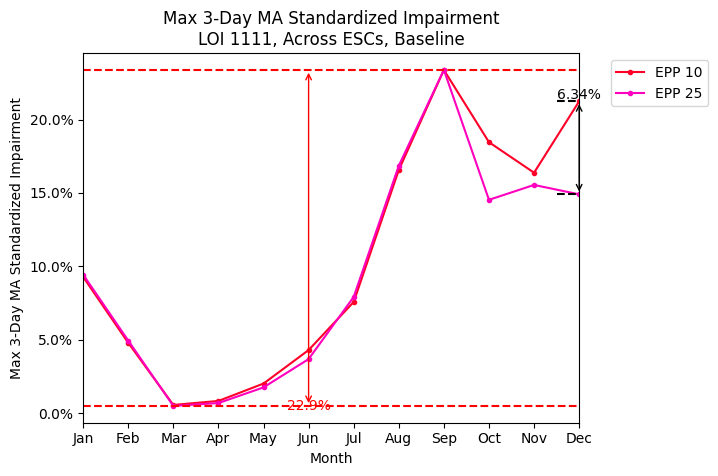 Max 3-Day MA Standardized Impairment
LOI 1111, Across ESCs, Baseline
EPP 10
EPP 25
6.34%
Max 3-Day MA Standardized Impairment
20.0%
15.0%
10.0%
5.0%
0.0%
22.9%
Jan Feb Mar Apr May Jun Jul Aug Sep Oct Nov Dec
Month